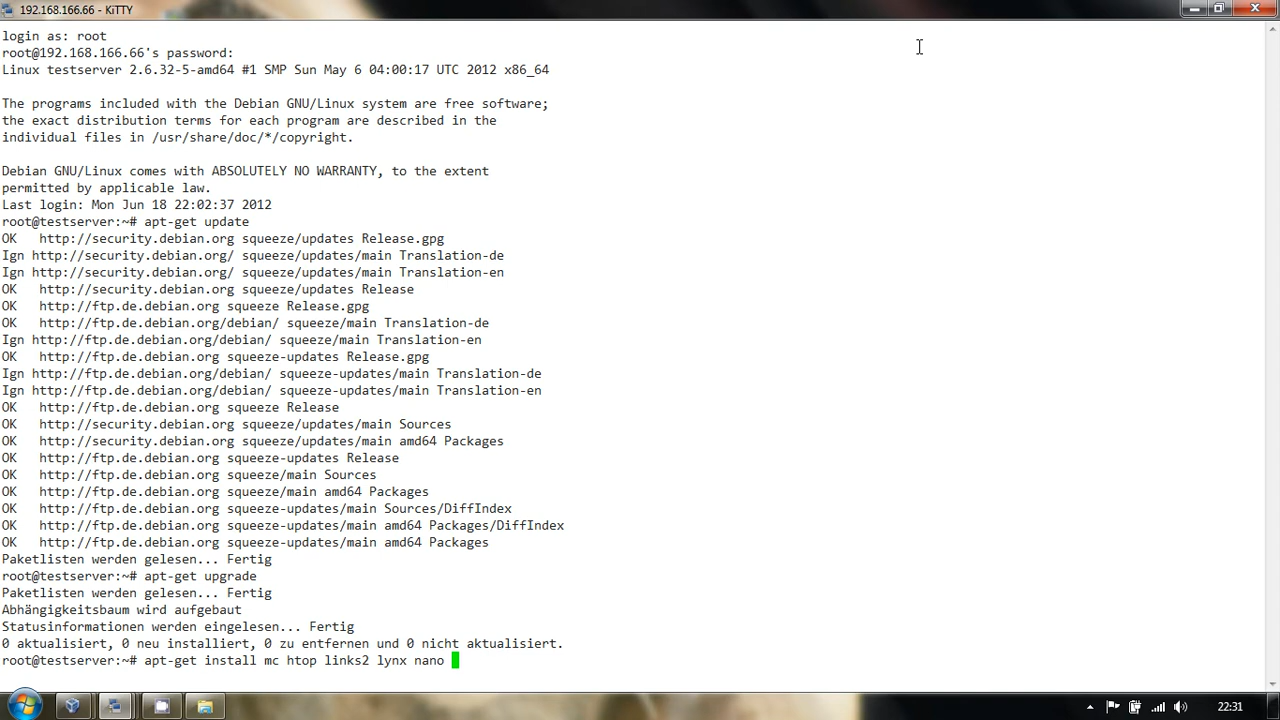 192.168.166.66 - KiTTY
login as: root
root@192.168.166.66's password:
Linux testserver 2.6.32-5-amd64 #1 SMP Sun May 6 04:00:17 UTC 2012 x86_64
The programs included with the Debian GNU/Linux system are free software;
the exact distribution terms for each program are described in the
individual files in /usr/share/doc/*/copyright.
Debian GNU/Linux comes with ABSOLUTELY NO WARRANTY, to the extent
permitted by applicable law.
Last login: Mon Jun 18 22:02:37 2012
root@testserver:~# apt-get update
OK   http://security.debian.org squeeze/updates Release.gpg
Ign http://security.debian.org/ squeeze/updates/main Translation-de
Ign http://security.debian.org/ squeeze/updates/main Translation-en
OK   http://security.debian.org squeeze/updates Release
OK   http://ftp.de.debian.org squeeze Release.gpg
OK   http://ftp.de.debian.org/debian/ squeeze/main Translation-de
Ign http://ftp.de.debian.org/debian/ squeeze/main Translation-en
OK   http://ftp.de.debian.org squeeze-updates Release.gpg
Ign http://ftp.de.debian.org/debian/ squeeze-updates/main Translation-de
Ign http://ftp.de.debian.org/debian/ squeeze-updates/main Translation-en
OK   http://ftp.de.debian.org squeeze Release
OK   http://security.debian.org squeeze/updates/main Sources
OK   http://security.debian.org squeeze/updates/main amd64 Packages
OK   http://ftp.de.debian.org squeeze-updates Release
OK   http://ftp.de.debian.org squeeze/main Sources
OK   http://ftp.de.debian.org squeeze/main amd64 Packages
OK   http://ftp.de.debian.org squeeze-updates/main Sources/DiffIndex
OK   http://ftp.de.debian.org squeeze-updates/main amd64 Packages/DiffIndex
OK   http://ftp.de.debian.org squeeze-updates/main amd64 Packages
Paketlisten werden gelesen... Fertig
root@testserver:~# apt-get upgrade
Paketlisten werden gelesen... Fertig
Abhängigkeitsbaum wird aufgebaut
Statusinformationen werden eingelesen... Fertig
0 aktualisiert, 0 neu installiert, 0 zu entfernen und 0 nicht aktualisiert.
root@testserver:~# apt-get install mc htop links2 lynx nano
22:31